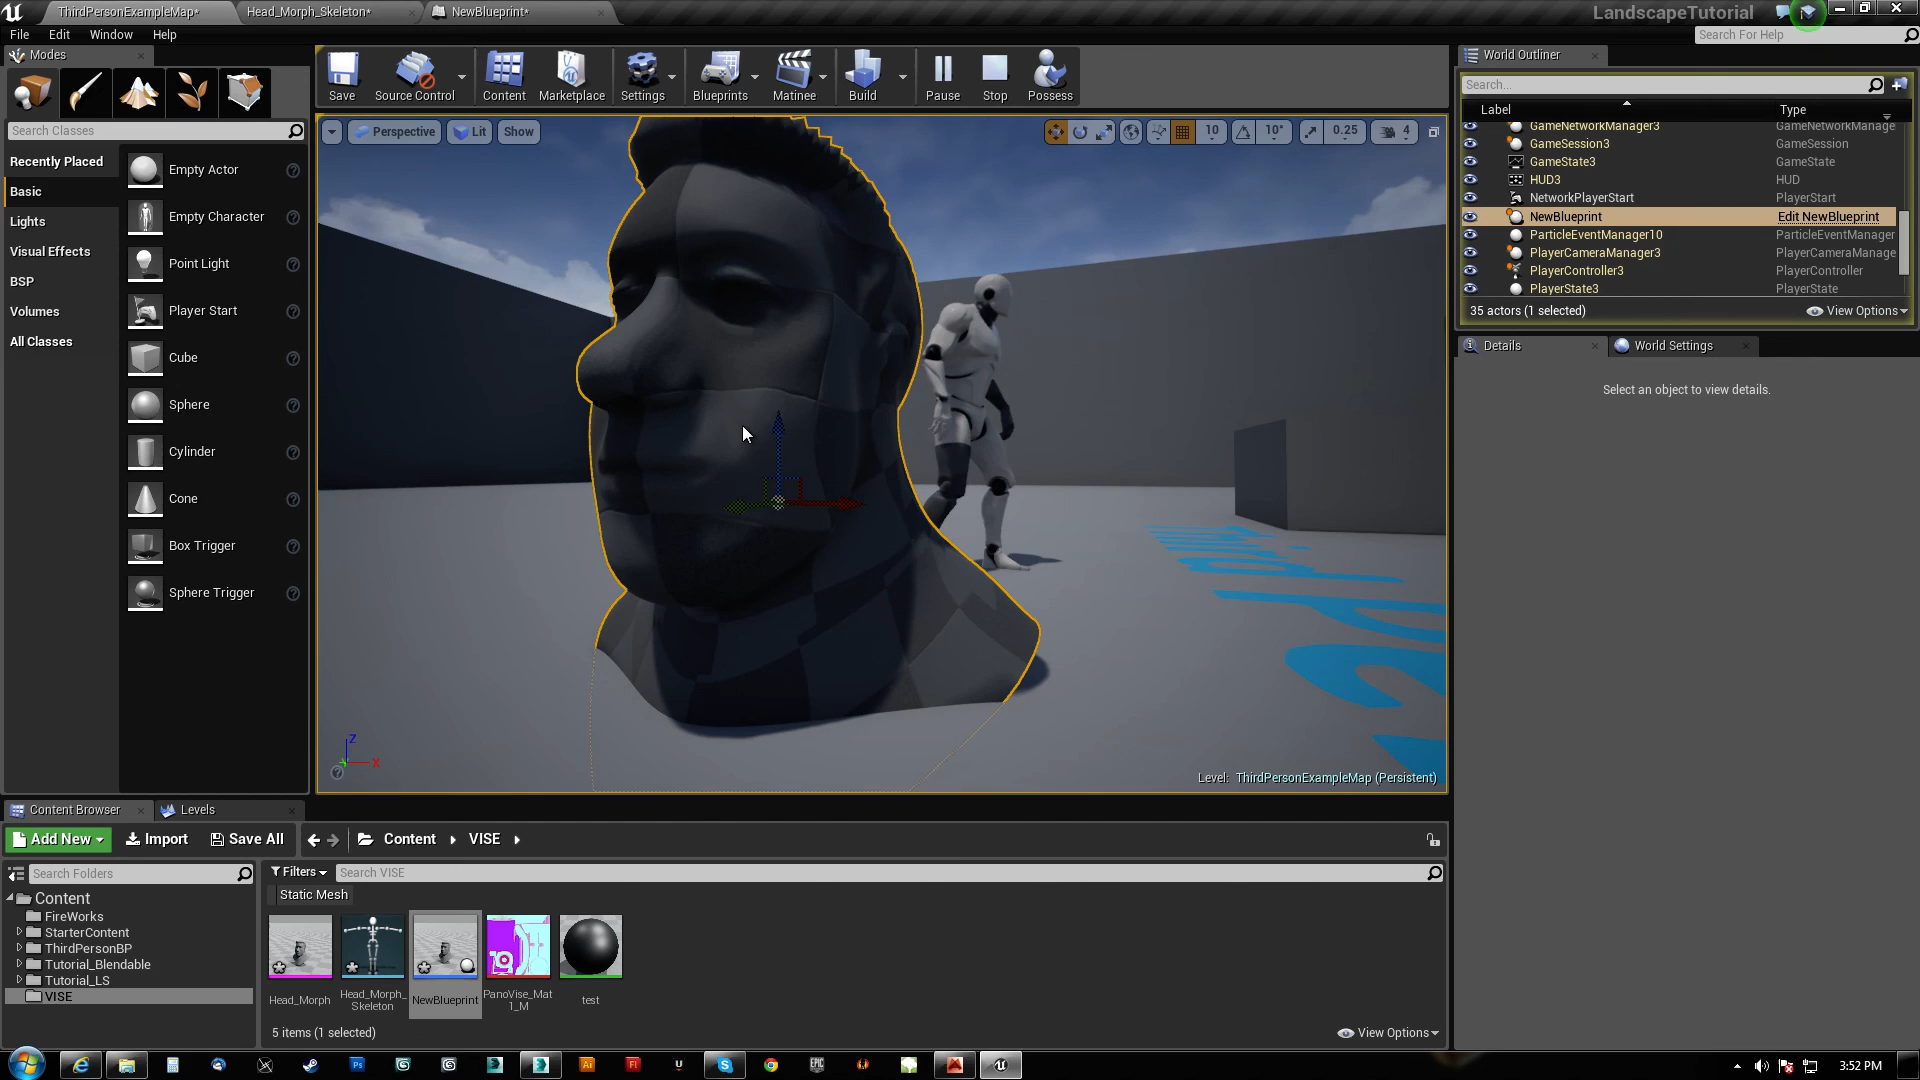 ThirdPersonExampleMap*
Head_Morph_Skeleton*
NewBlueprint*
LandscapeTutorial
File Edit Window Help
Search For Help
Modes
Save
Source Control
Content
Marketplace
Settings
Blueprints
Matinee
Build
Pause
Stop
Possess
World Outliner
Search...
Label Type
GameNetworkManager3 GameNetworkManage
GameSession3 GameSession
GameState3 GameState
HUD3 HUD
NetworkPlayerStart PlayerStart
NewBlueprint Edit NewBlueprint
ParticleEventManager10 ParticleEventManager
PlayerCameraManager3 PlayerCameraManage
PlayerController3 PlayerController
PlayerState3 PlayerState
35 actors (1 selected) View Options
Details
World Settings
Select an object to view details.
Search Classes
Recently Placed
Basic
Lights
Visual Effects
BSP
Volumes
All Classes
Empty Actor
Empty Character
Point Light
Player Start
Cube
Sphere
Cylinder
Cone
Box Trigger
Sphere Trigger
Perspective
Lit
Show
10
10°
0.25
4
Z
X
Level: ThirdPersonExampleMap (Persistent)
Content Browser
Levels
Add New
Import
Save All
Content
VISE
Search Folders
Filters
Search VISE
Static Mesh
Content
FireWorks
StarterContent
ThirdPersonBP
Tutorial_Blendable
Tutorial_LS
VISE
Head_Morph
Head_Morph_
Skeleton
NewBlueprint
PanoVise_Mat
1_M
test
5 items (1 selected)
View Options
3:52 PM